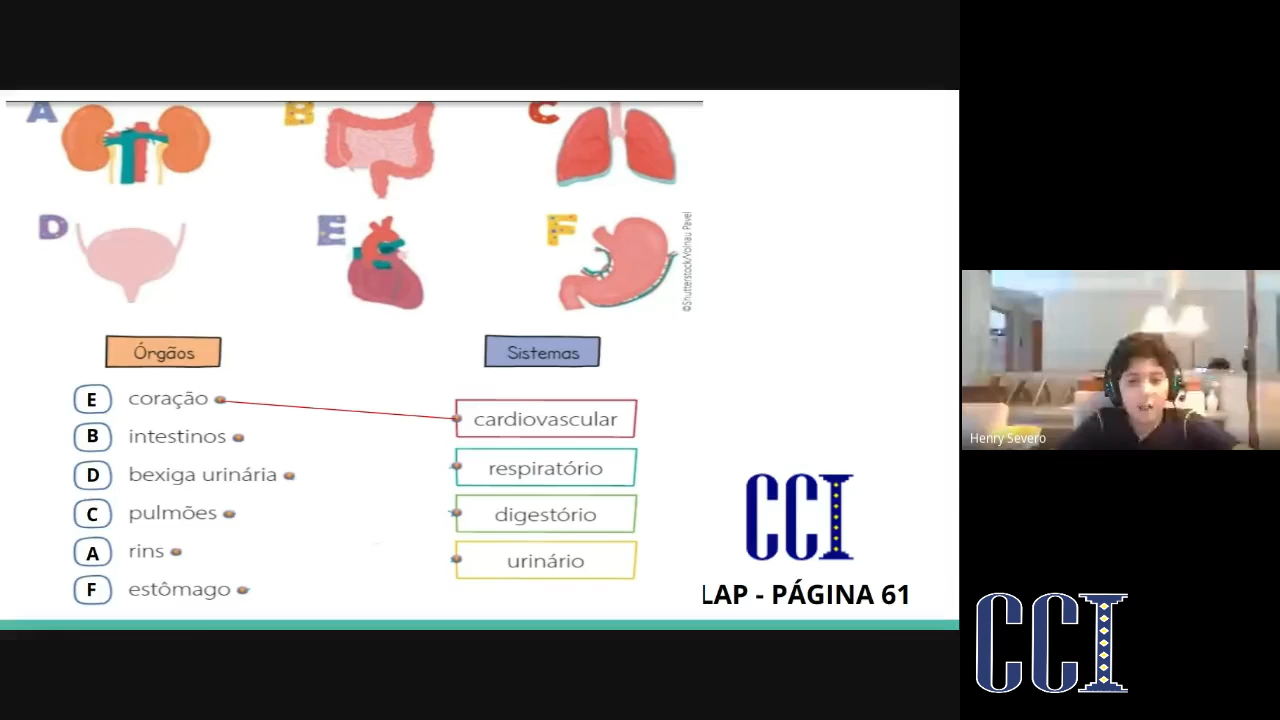 A
B
C
D
E
F
©Shutterstock/Voinau Pavel
Órgãos
Sistemas
E coração
B intestinos
D bexiga urinária
C pulmões
A rins
F estômago
cardiovascular
respiratório
digestório
urinário
CCI
LAP - PÁGINA 61
Henry Severo
CCI